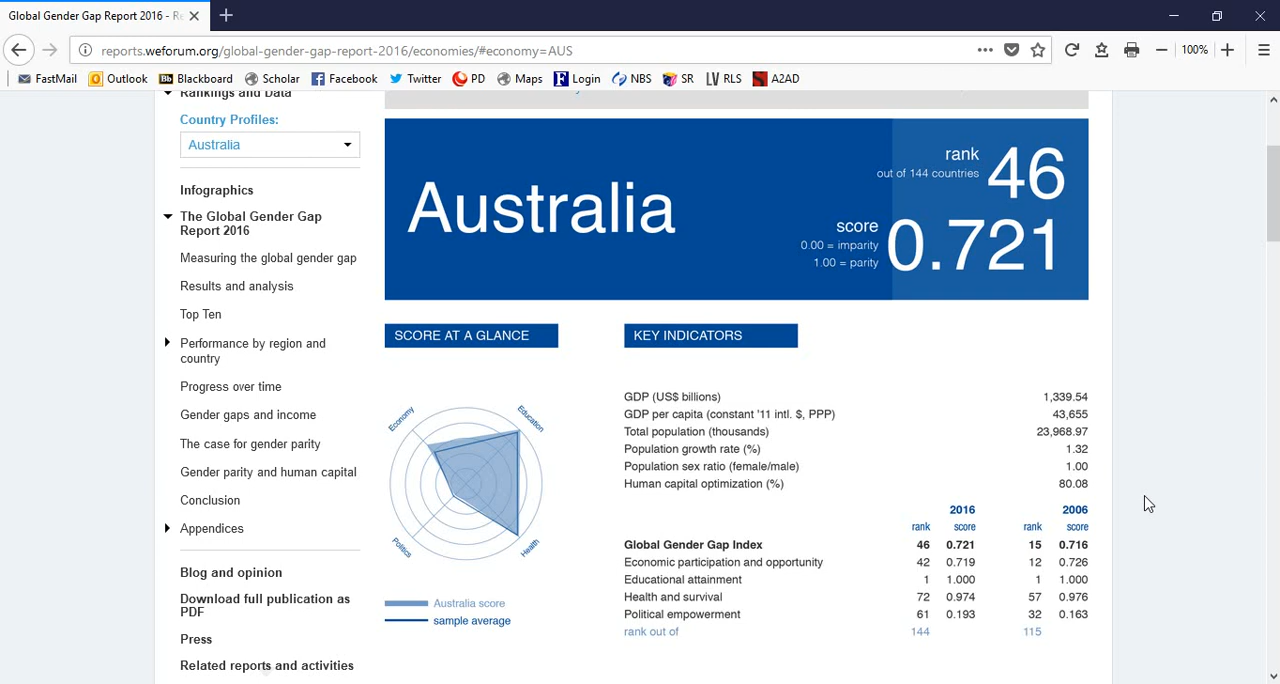 Global Gender Gap Report 2016 - Re
reports.weforum.org/global-gender-gap-report-2016/economies/#economy=AUS
100%
FastMail Outlook Blackboard Scholar Facebook Twitter PD Maps Login NBS SR RLS A2AD
Rankings and Data
Country Profiles:
Australia
Infographics
The Global Gender Gap
Report 2016
Measuring the global gender gap
Results and analysis
Top Ten
Performance by region and
country
Progress over time
Gender gaps and income
The case for gender parity
Gender parity and human capital
Conclusion
Appendices
Blog and opinion
Download full publication as
PDF
Press
Related reports and activities
Australia
rank
out of 144 countries
46
score
0.00 = imparity
1.00 = parity
0.721
SCORE AT A GLANCE
Economy
Education
Politics
Health
Australia score
sample average
KEY INDICATORS
GDP (US$ billions) 1,339.54
GDP per capita (constant '11 intl. $, PPP) 43,655
Total population (thousands) 23,968.97
Population growth rate (%) 1.32
Population sex ratio (female/male) 1.00
Human capital optimization (%) 80.08
2016 2006
rank score rank score
Global Gender Gap Index 46 0.721 15 0.716
Economic participation and opportunity 42 0.719 12 0.726
Educational attainment 1 1.000 1 1.000
Health and survival 72 0.974 57 0.976
Political empowerment 61 0.193 32 0.163
rank out of 144 115